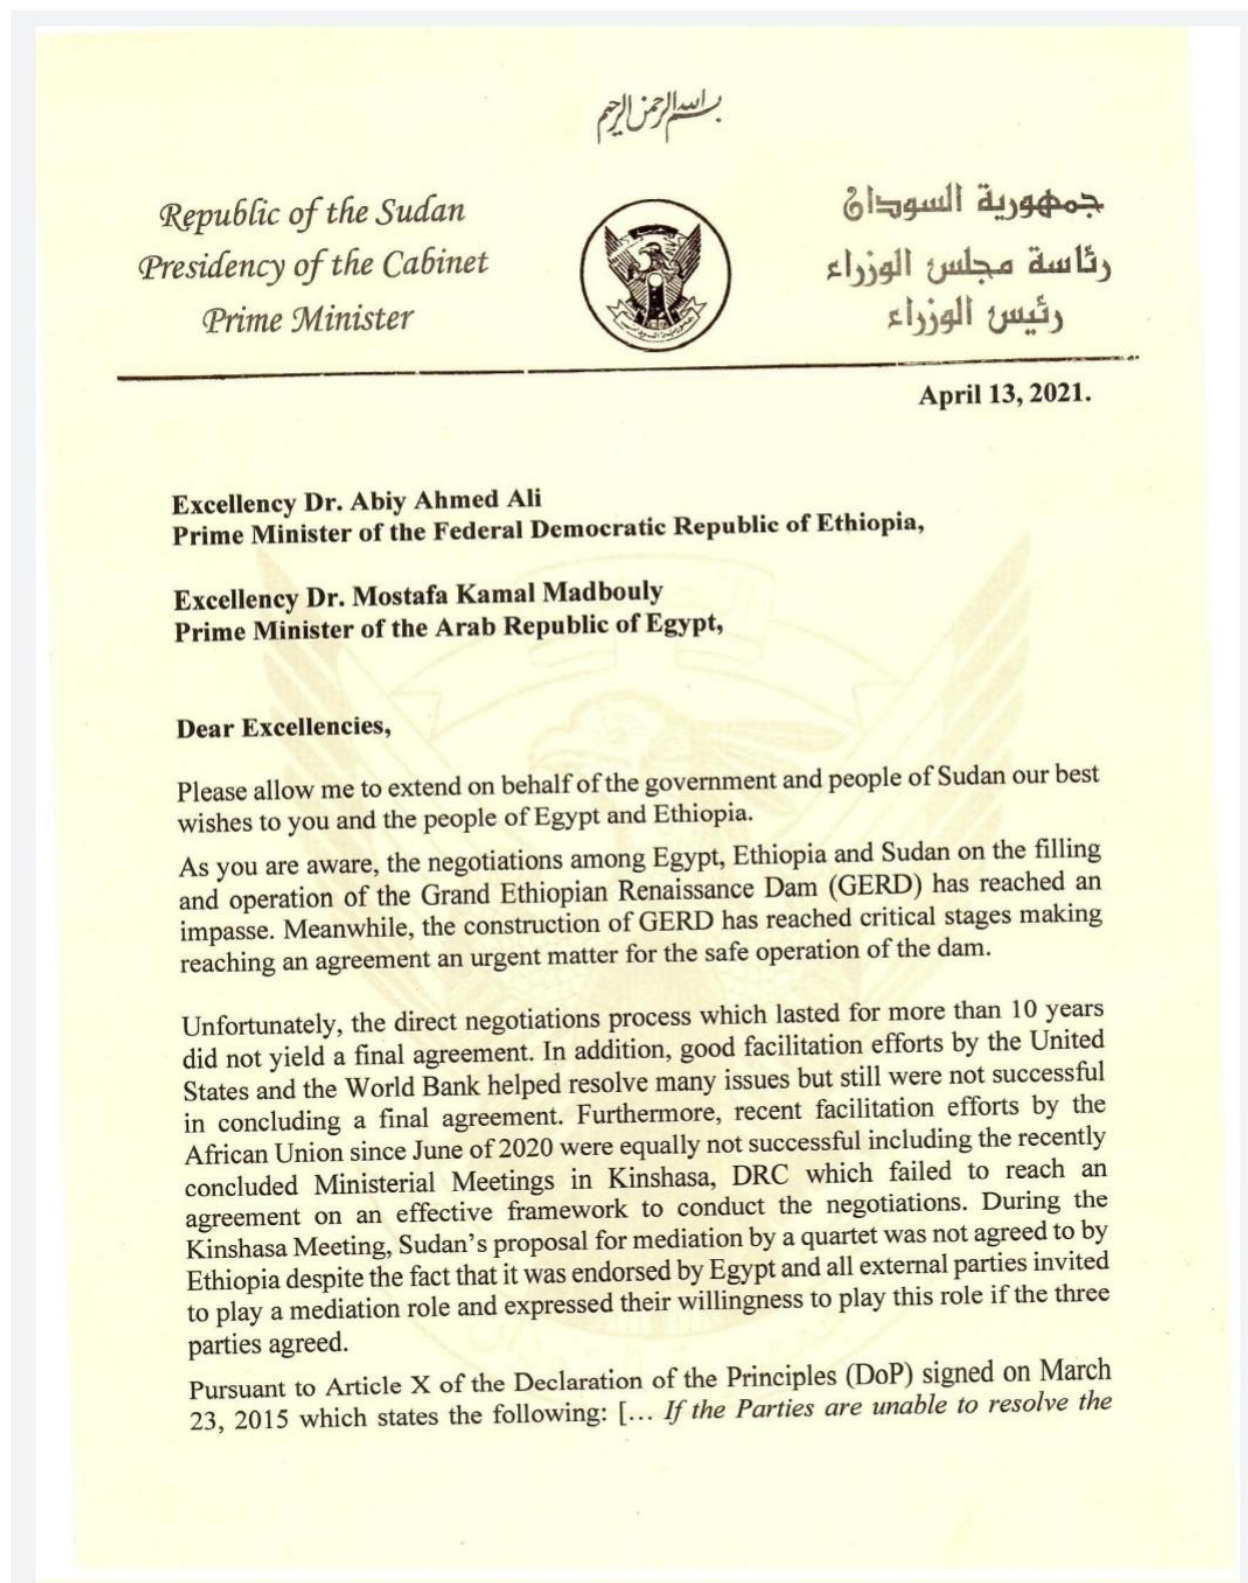 بسم الله الرحمن الرحيم
Republic of the Sudan
Presidency of the Cabinet
Prime Minister
جمهورية السودان
رئاسة مجلس الوزراء
رئيس الوزراء
April 13, 2021.
Excellency Dr. Abiy Ahmed Ali
Prime Minister of the Federal Democratic Republic of Ethiopia,
Excellency Dr. Mostafa Kamal Madbouly
Prime Minister of the Arab Republic of Egypt,
Dear Excellencies,
Please allow me to extend on behalf of the government and people of Sudan our best
wishes to you and the people of Egypt and Ethiopia.
As you are aware, the negotiations among Egypt, Ethiopia and Sudan on the filling
and operation of the Grand Ethiopian Renaissance Dam (GERD) has reached an
impasse. Meanwhile, the construction of GERD has reached critical stages making
reaching an agreement an urgent matter for the safe operation of the dam.
Unfortunately, the direct negotiations process which lasted for more than 10 years
did not yield a final agreement. In addition, good facilitation efforts by the United
States and the World Bank helped resolve many issues but still were not successful
in concluding a final agreement. Furthermore, recent facilitation efforts by the
African Union since June of 2020 were equally not successful including the recently
concluded Ministerial Meetings in Kinshasa, DRC which failed to reach an
agreement on an effective framework to conduct the negotiations. During the
Kinshasa Meeting, Sudan's proposal for mediation by a quartet was not agreed to by
Ethiopia despite the fact that it was endorsed by Egypt and all external parties invited
to play a mediation role and expressed their willingness to play this role if the three
parties agreed.
Pursuant to Article X of the Declaration of the Principles (DoP) signed on March
23, 2015 which states the following: [... If the Parties are unable to resolve the